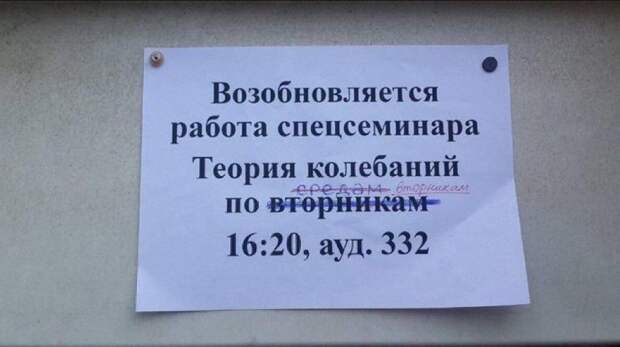 Возобновляется
работа спецсеминара
Теория колебаний
средам вторникам
по вторникам
16:20, ауд. 332